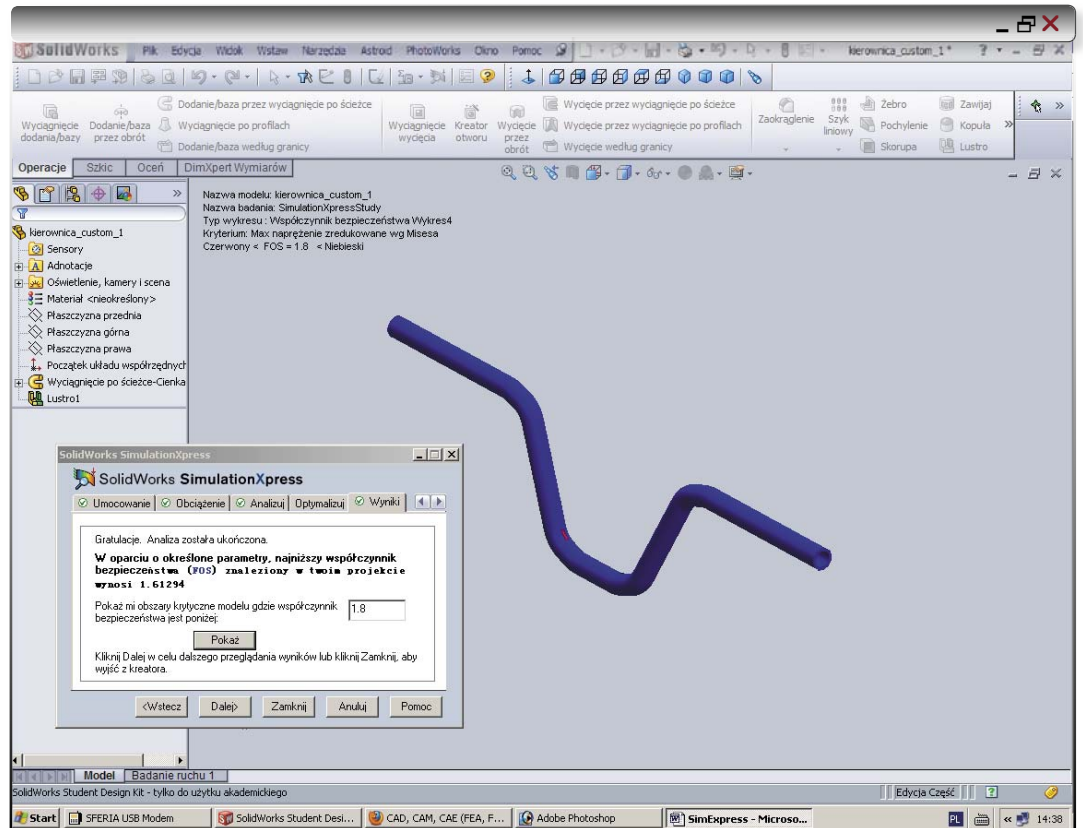 SolidWorks Plik Edycja Widok Wstaw Narzędzia Astroid PhotoWorks Okno Pomoc kierownica_custom_1 *
Wyciągnięcie dodania/bazy
Dodanie/baza przez obrót
Dodanie/baza przez wyciągnięcie po ścieżce
Wyciągnięcie po profilach
Dodanie/baza według granicy
Wyciągnięcie wycięcia
Kreator otworu
Wycięcie przez obrót
Wycięcie przez wyciągnięcie po ścieżce
Wycięcie przez wyciągnięcie po profilach
Wycięcie według granicy
Zaokrąglenie
Szyk liniowy
Żebro
Pochylenie
Skorupa
Zawijaj
Kopuła
Lustro
Operacje Szkic Oceń DimXpert Wymiarów
kierownica_custom_1
Sensory
Adnotacje
Oświetlenie, kamery i scena
Materiał <nieokreślony>
Płaszczyzna przednia
Płaszczyzna górna
Płaszczyzna prawa
Początek układu współrzędnych
Wyciągnięcie po ścieżce-Cienka
Lustro1
Nazwa modelu: kierownica_custom_1
Nazwa badania: SimulationXpressStudy
Typ wykresu : Współczynnik bezpieczeństwa Wykres4
Kryterium: Max naprężenie zredukowane wg Misesa
Czerwony < FOS = 1.8 < Niebieski
SolidWorks SimulationXpress
SolidWorks SimulationXpress
Umocowanie Obciążenie Analizuj Optymalizuj Wyniki
Gratulacje. Analiza została ukończona.
W oparciu o określone parametry, najniższy współczynnik
bezpieczeństwa (FOS) znaleziony w twoim projekcie
wynosi 1.61294
Pokaż mi obszary krytyczne modelu gdzie współczynnik
bezpieczeństwa jest poniżej:
1.8
Pokaż
Kliknij Dalej w celu dalszego przeglądania wyników lub kliknij Zamknij, aby
wyjść z kreatora.
<Wstecz Dalej> Zamknij Anuluj Pomoc
Model Badanie ruchu 1
SolidWorks Student Design Kit - tylko do użytku akademickiego
Edycja Część
Start SFERIA USB Modem SolidWorks Student Desi... CAD, CAM, CAE (FEA, F... Adobe Photoshop SimExpress - Microso... PL 14:38